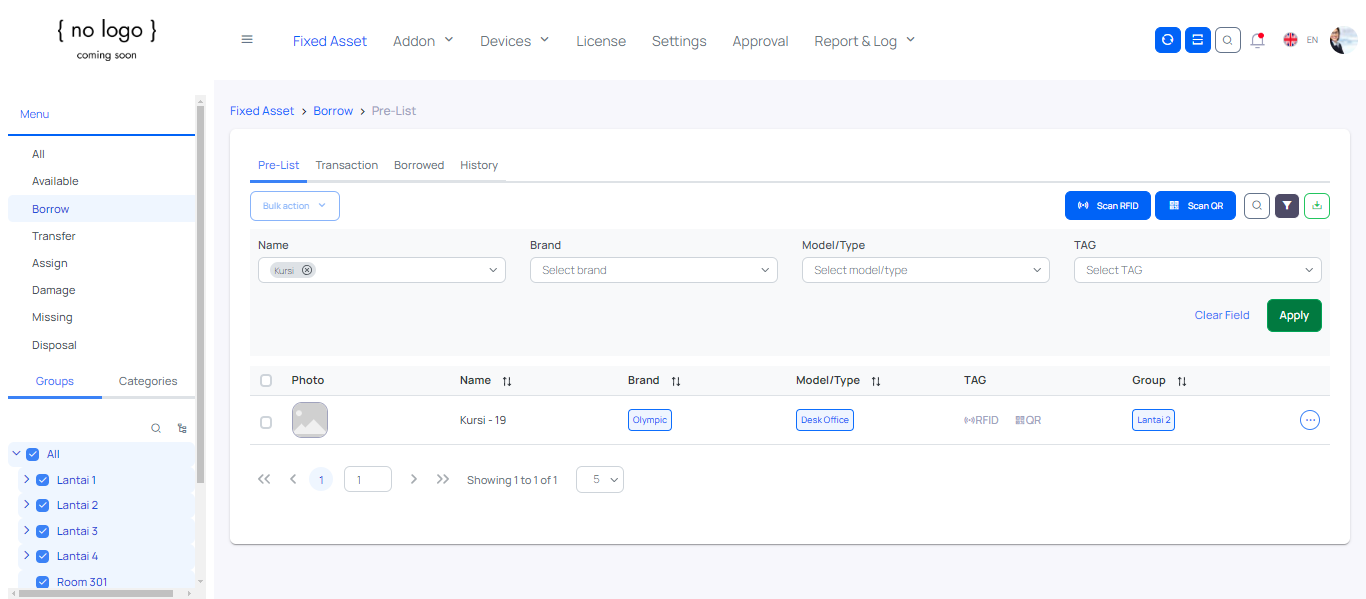 { no logo }
coming soon
Fixed Asset Addon Devices License Settings Approval Report & Log EN
Menu
All
Available
Borrow
Transfer
Assign
Damage
Missing
Disposal
Groups Categories
All
Lantai 1
Lantai 2
Lantai 3
Lantai 4
Room 301
Fixed Asset > Borrow > Pre-List
Pre-List Transaction Borrowed History
Bulk action Scan RFID Scan QR
Name Brand Model/Type TAG
Kursi Select brand Select model/type Select TAG
Clear Field Apply
Photo Name Brand Model/Type TAG Group
Kursi - 19 Olympic Desk Office RFID QR Lantai 2
1 1 Showing 1 to 1 of 1 5